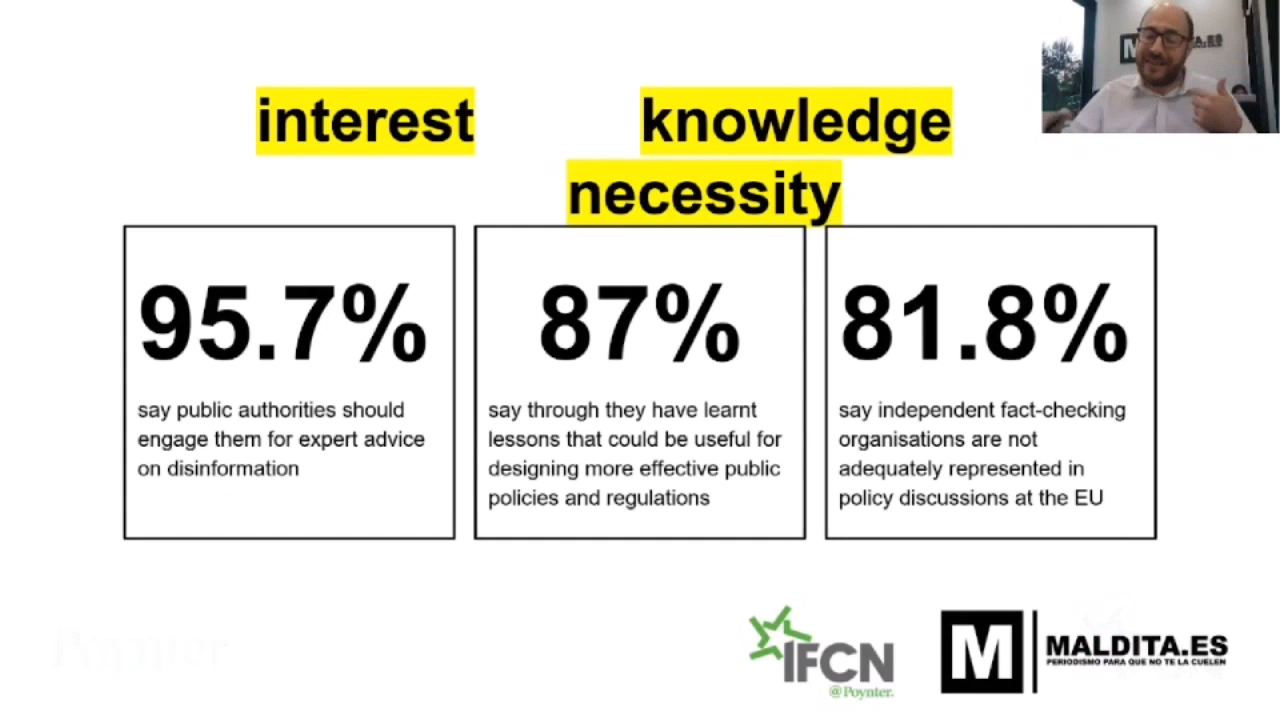 interest knowledge
necessity
95.7%
say public authorities should
engage them for expert advice
on disinformation
87%
say through they have learnt
lessons that could be useful for
designing more effective public
policies and regulations
81.8%
say independent fact-checking
organisations are not
adequately represented in
policy discussions at the EU
Poynter
IFCN
@Poynter.
M
MALDITA.ES
PERIODISMO PARA QUE NO TE LA CUELEN